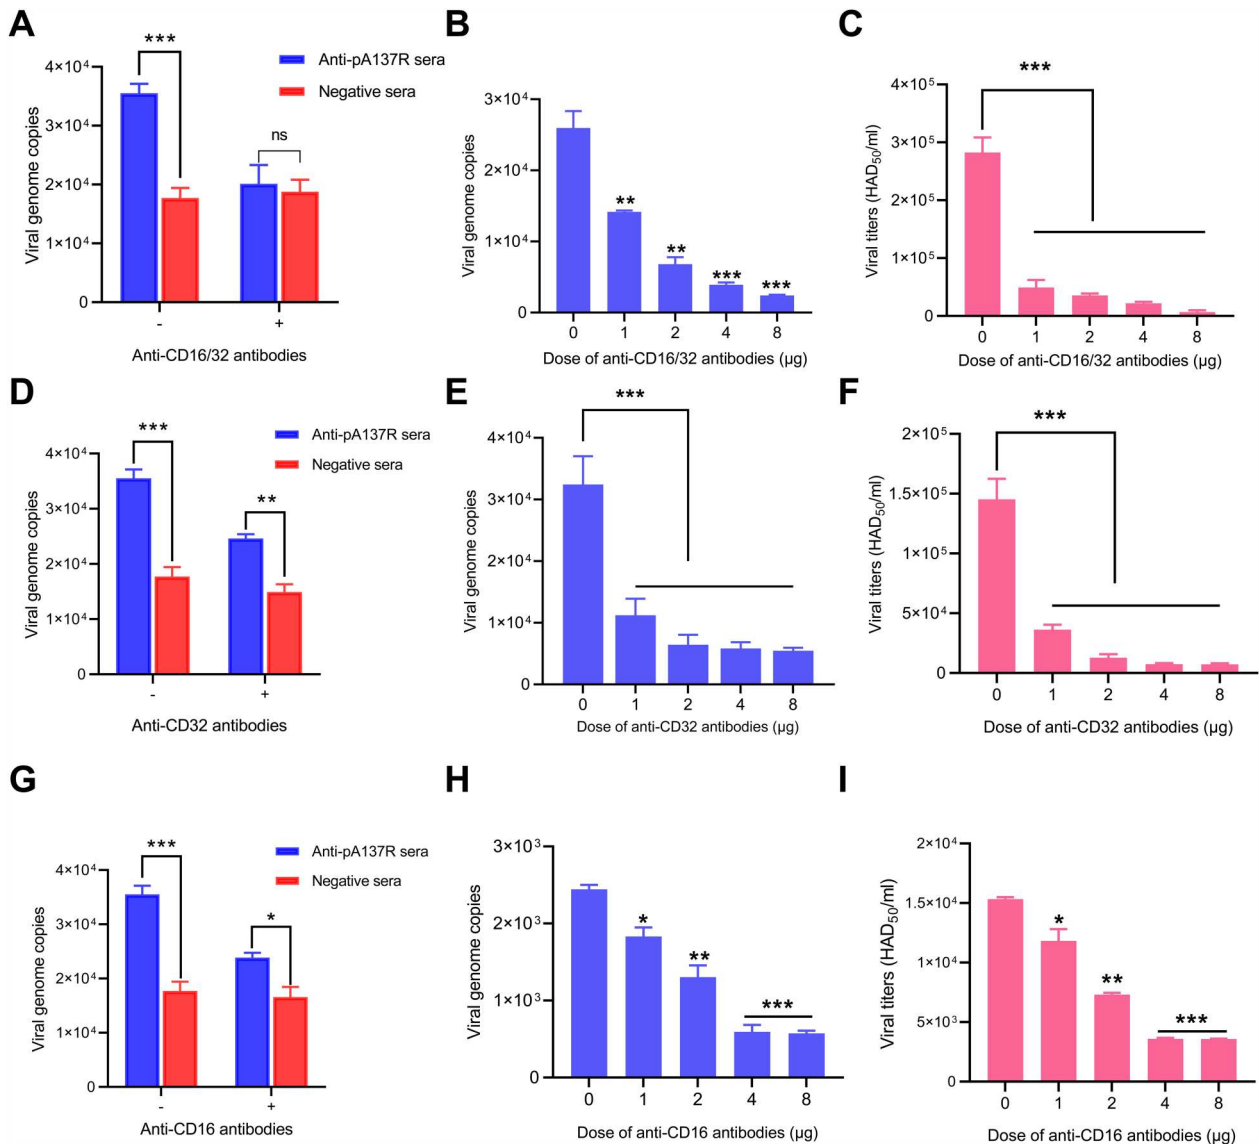 A
***
Anti-pA137R sera
Negative sera
ns
4×10⁴
3×10⁴
2×10⁴
1×10⁴
0
Viral genome copies
- +
Anti-CD16/32 antibodies
B
3×10⁴
2×10⁴
1×10⁴
0
Viral genome copies
** ** *** ***
0 1 2 4 8
Dose of anti-CD16/32 antibodies (μg)
C
***
4×10⁵
3×10⁵
2×10⁵
1×10⁵
0
Viral titers (HAD₅₀/ml)
0 1 2 4 8
Dose of anti-CD16/32 antibodies (μg)
D
***
**
Anti-pA137R sera
Negative sera
4×10⁴
3×10⁴
2×10⁴
1×10⁴
0
Viral genome copies
- +
Anti-CD32 antibodies
E
***
4×10⁴
3×10⁴
2×10⁴
1×10⁴
0
Viral genome copies
0 1 2 4 8
Dose of anti-CD32 antibodies (μg)
F
***
2×10⁵
1.5×10⁵
1×10⁵
5×10⁴
0
Viral titers (HAD₅₀/ml)
0 1 2 4 8
Dose of anti-CD32 antibodies (μg)
G
***
*
Anti-pA137R sera
Negative sera
4×10⁴
3×10⁴
2×10⁴
1×10⁴
0
Viral genome copies
- +
Anti-CD16 antibodies
H
3×10³
2×10³
1×10³
0
Viral genome copies
* ** ***
0 1 2 4 8
Dose of anti-CD16 antibodies (μg)
I
2×10⁴
1.5×10⁴
1×10⁴
5×10³
0
Viral titers (HAD₅₀/ml)
* ** ***
0 1 2 4 8
Dose of anti-CD16 antibodies (μg)